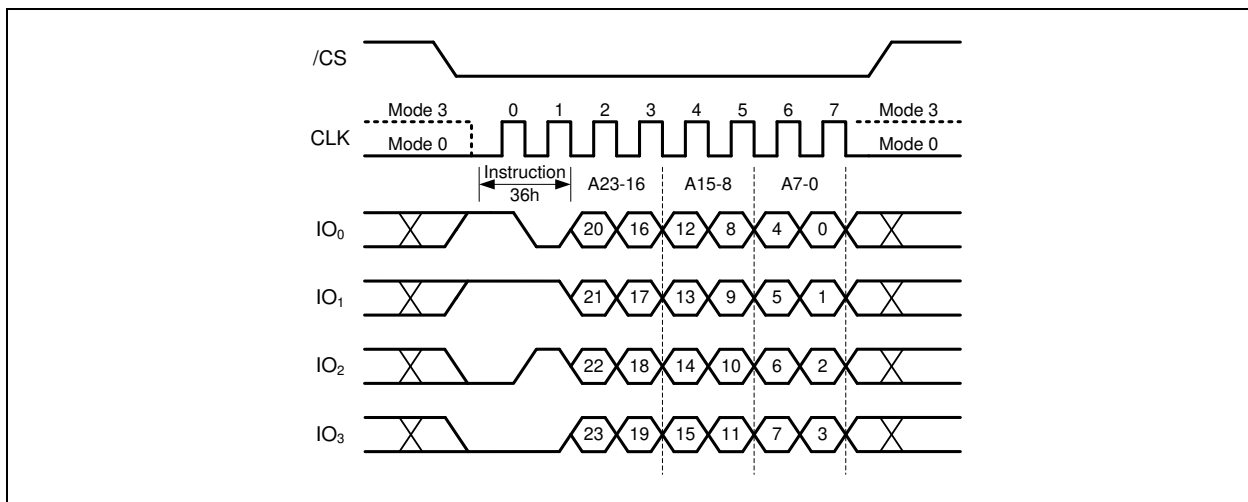 /CS
Mode 3 0 1 2 3 4 5 6 7 Mode 3
CLK
Mode 0 Mode 0
Instruction
36h
A23-16 A15-8 A7-0
IO₀ 20 16 12 8 4 0
IO₁ 21 17 13 9 5 1
IO₂ 22 18 14 10 6 2
IO₃ 23 19 15 11 7 3